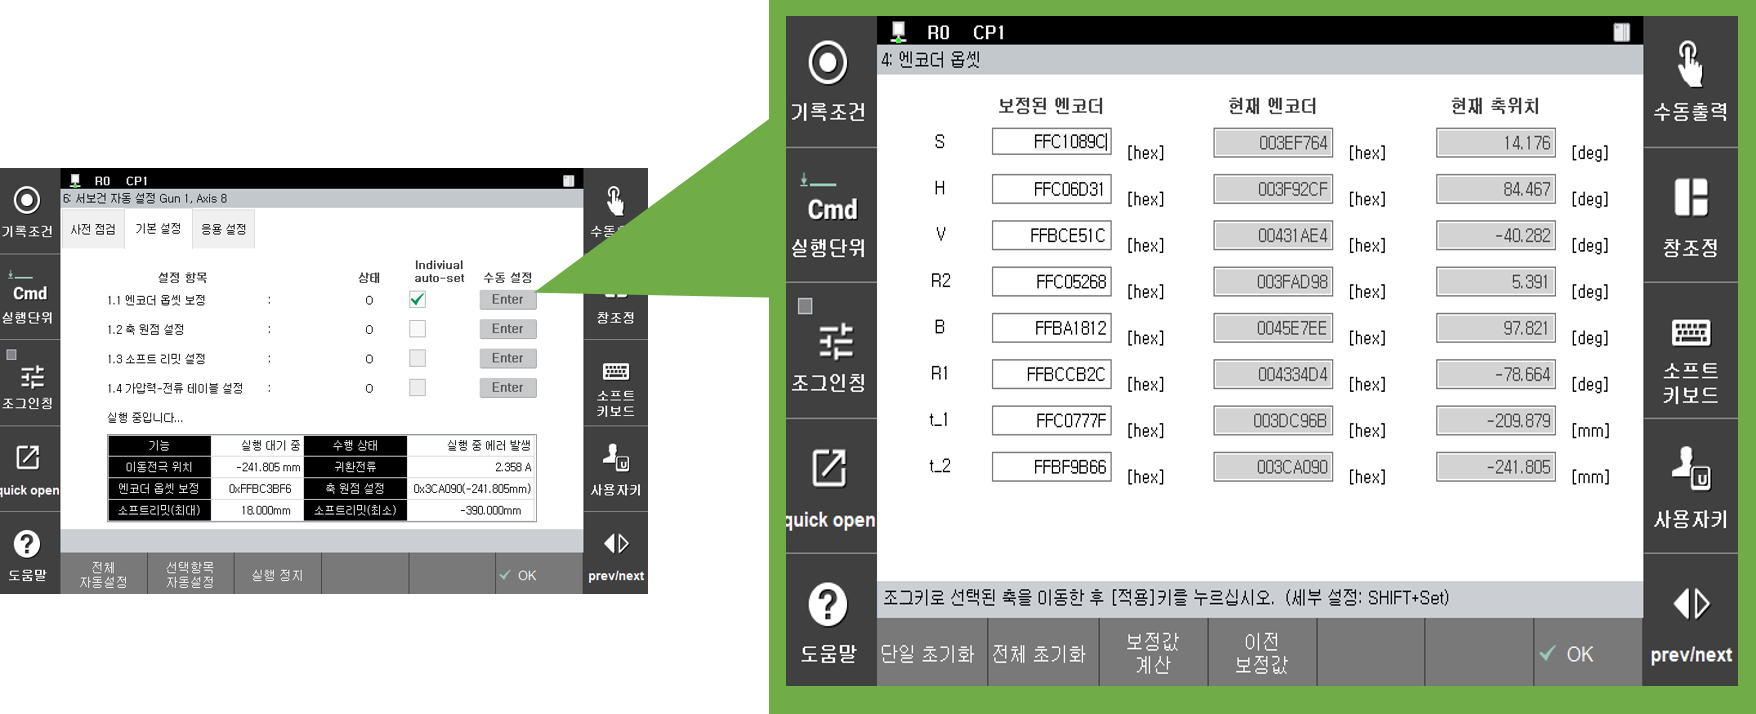 R0 CP1
6: 서보건 자동 설정 Gun 1, Axis 8
사전 점검 기본 설정 응용 설정
설정 항목 상태 Indiviual auto-set 수동 설정
1.1 엔코더 옵셋 보정 : O Enter
1.2 축 원점 설정 : O Enter
1.3 소프트 리밋 설정 : O Enter
1.4 가압력-전류 테이블 설정 : O Enter
실행 중입니다...
기능 실행 대기 중 수행 상태 실행 중 에러 발생
이동전극 위치 -241.805 mm 귀환전류 2.358 A
엔코더 옵셋 보정 0xFFBC3BF6 축 원점 설정 0x3CA090(-241.805mm)
소프트리밋(최대) 18.000mm 소프트리밋(최소) -390.000mm
전체 자동설정 선택항목 자동설정 실행 정지 OK
기록조건
Cmd
실행단위
조그인칭
quick open
도움말
창조정
소프트
키보드
사용자키
prev/next
R0 CP1
4: 엔코더 옵셋
보정된 엔코더 현재 엔코더 현재 축위치
S FFC1089C [hex] 003EF764 [hex] 14.176 [deg]
H FFC06D31 [hex] 003F92CF [hex] 84.467 [deg]
V FFBCE51C [hex] 00431AE4 [hex] -40.282 [deg]
R2 FFC05268 [hex] 003FAD98 [hex] 5.391 [deg]
B FFBA1812 [hex] 0045E7EE [hex] 97.821 [deg]
R1 FFBCCB2C [hex] 004334D4 [hex] -78.664 [deg]
t_1 FFC0777F [hex] 003DC96B [hex] -209.879 [mm]
t_2 FFBF9B66 [hex] 003CA090 [hex] -241.805 [mm]
조그키로 선택된 축을 이동한 후 [적용]키를 누르십시오. (세부 설정: SHIFT+Set)
단일 초기화 전체 초기화 보정값 계산 이전 보정값 OK
기록조건
Cmd
실행단위
조그인칭
quick open
도움말
수동출력
창조정
소프트
키보드
사용자키
prev/next